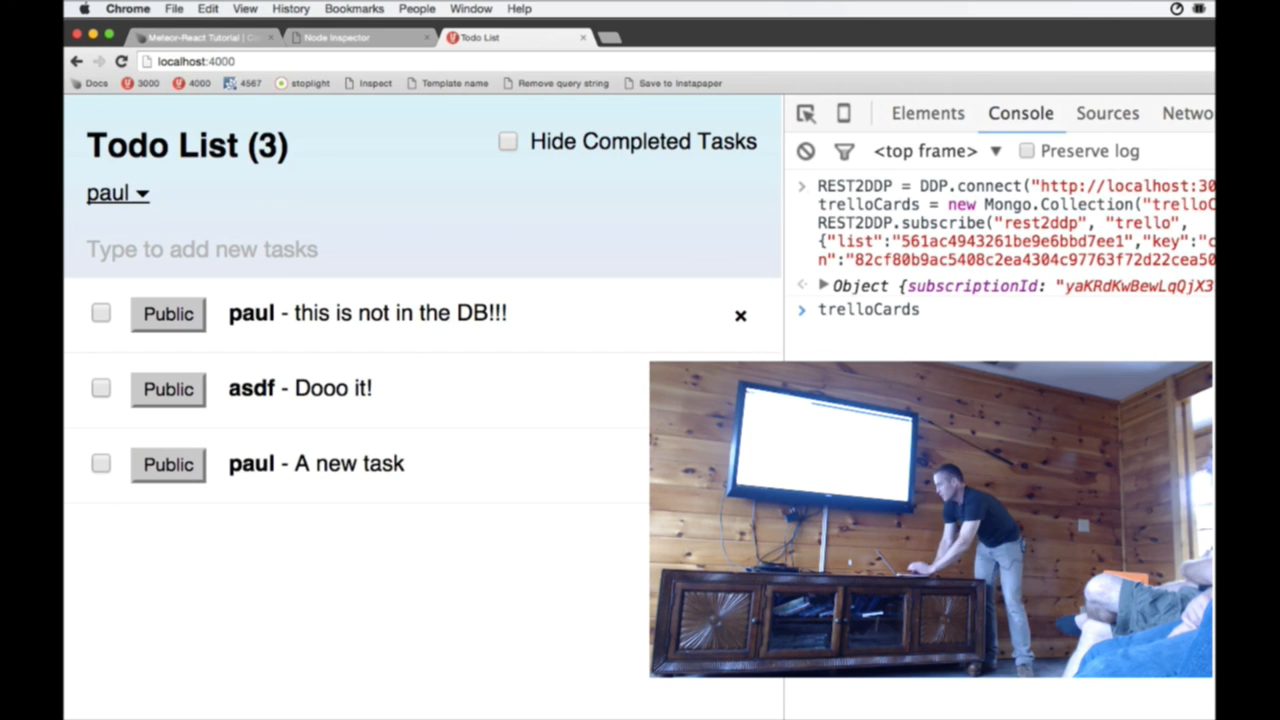 Chrome File Edit View History Bookmarks People Window Help
Meteor-React Tutorial | Node Inspector Todo List
localhost:4000
Docs 3000 4000 4567 stoplight Inspect Template name Remove query string Save to Instapaper
Todo List (3) Hide Completed Tasks
paul
Type to add new tasks
Public paul - this is not in the DB!!!
Public asdf - Dooo it!
Public paul - A new task
Elements Console Sources Netwo
<top frame> Preserve log
REST2DDP = DDP.connect("http://localhost:30
trelloCards = new Mongo.Collection("trelloC
REST2DDP.subscribe("rest2ddp", "trello",
{"list":"561ac4943261be9e6bbd7ee1","key":"c
n":"82cf80b9ac5408c2ea4304c97763f72d22cea50
Object {subscriptionId: "yaKRdKwBewLqQjX3
trelloCards